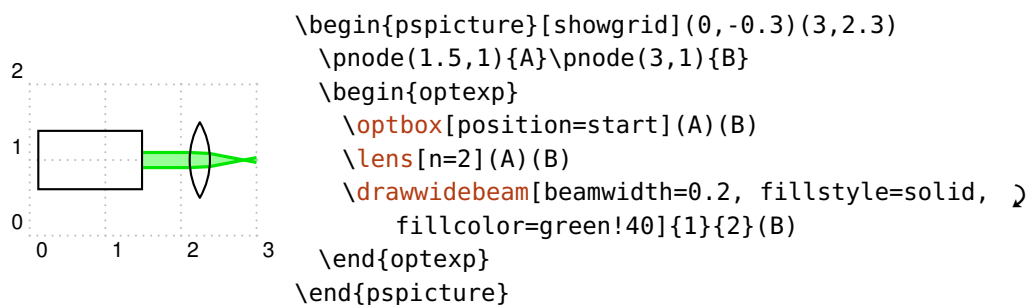 2
1
0
0 1 2 3
\begin{pspicture}[showgrid](0,-0.3)(3,2.3)
\pnode(1.5,1){A}\pnode(3,1){B}
\begin{optexp}
\optbox[position=start](A)(B)
\lens[n=2](A)(B)
\drawwidebeam[beamwidth=0.2, fillstyle=solid,
fillcolor=green!40]{1}{2}(B)
\end{optexp}
\end{pspicture}